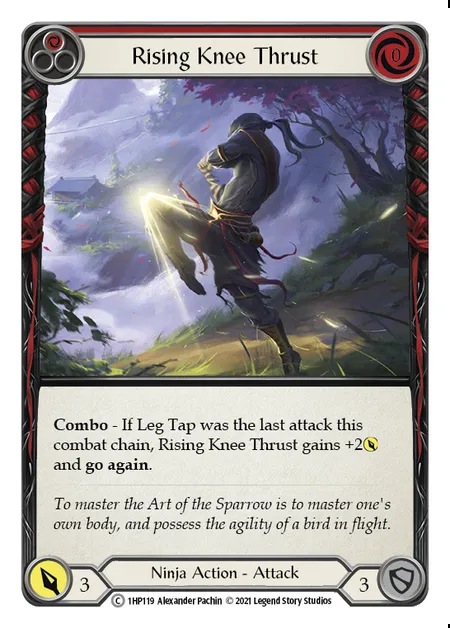 Rising Knee Thrust
0
Combo - If Leg Tap was the last attack this
combat chain, Rising Knee Thrust gains +2
and go again.
To master the Art of the Sparrow is to master one's
own body, and possess the agility of a bird in flight.
3
Ninja Action - Attack
3
C 1HP119 Alexander Pachin © 2021 Legend Story Studios